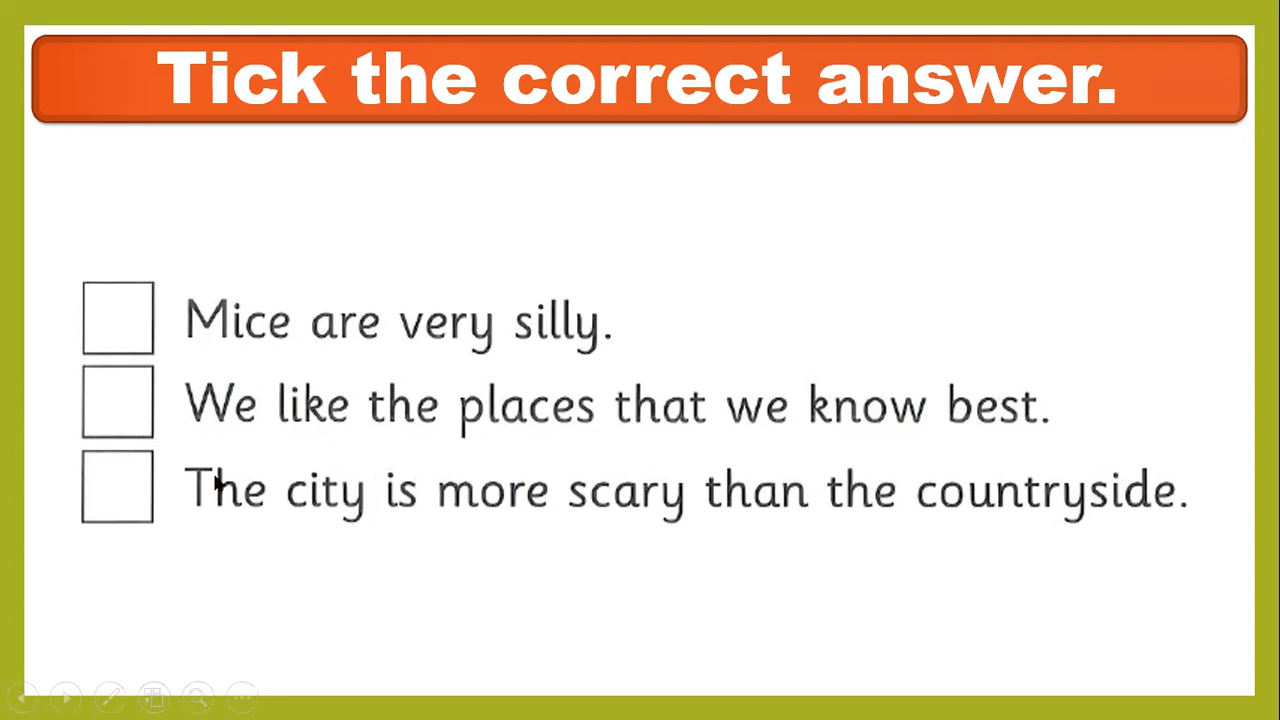 Tick the correct answer.
Mice are very silly.
We like the places that we know best.
The city is more scary than the countryside.